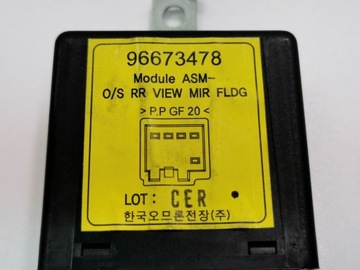 96673478
Module ASM-
O/S RR VIEW MIR FLDG
> P.P GF 20 <
LOT : CER
한국오므론전장(주)